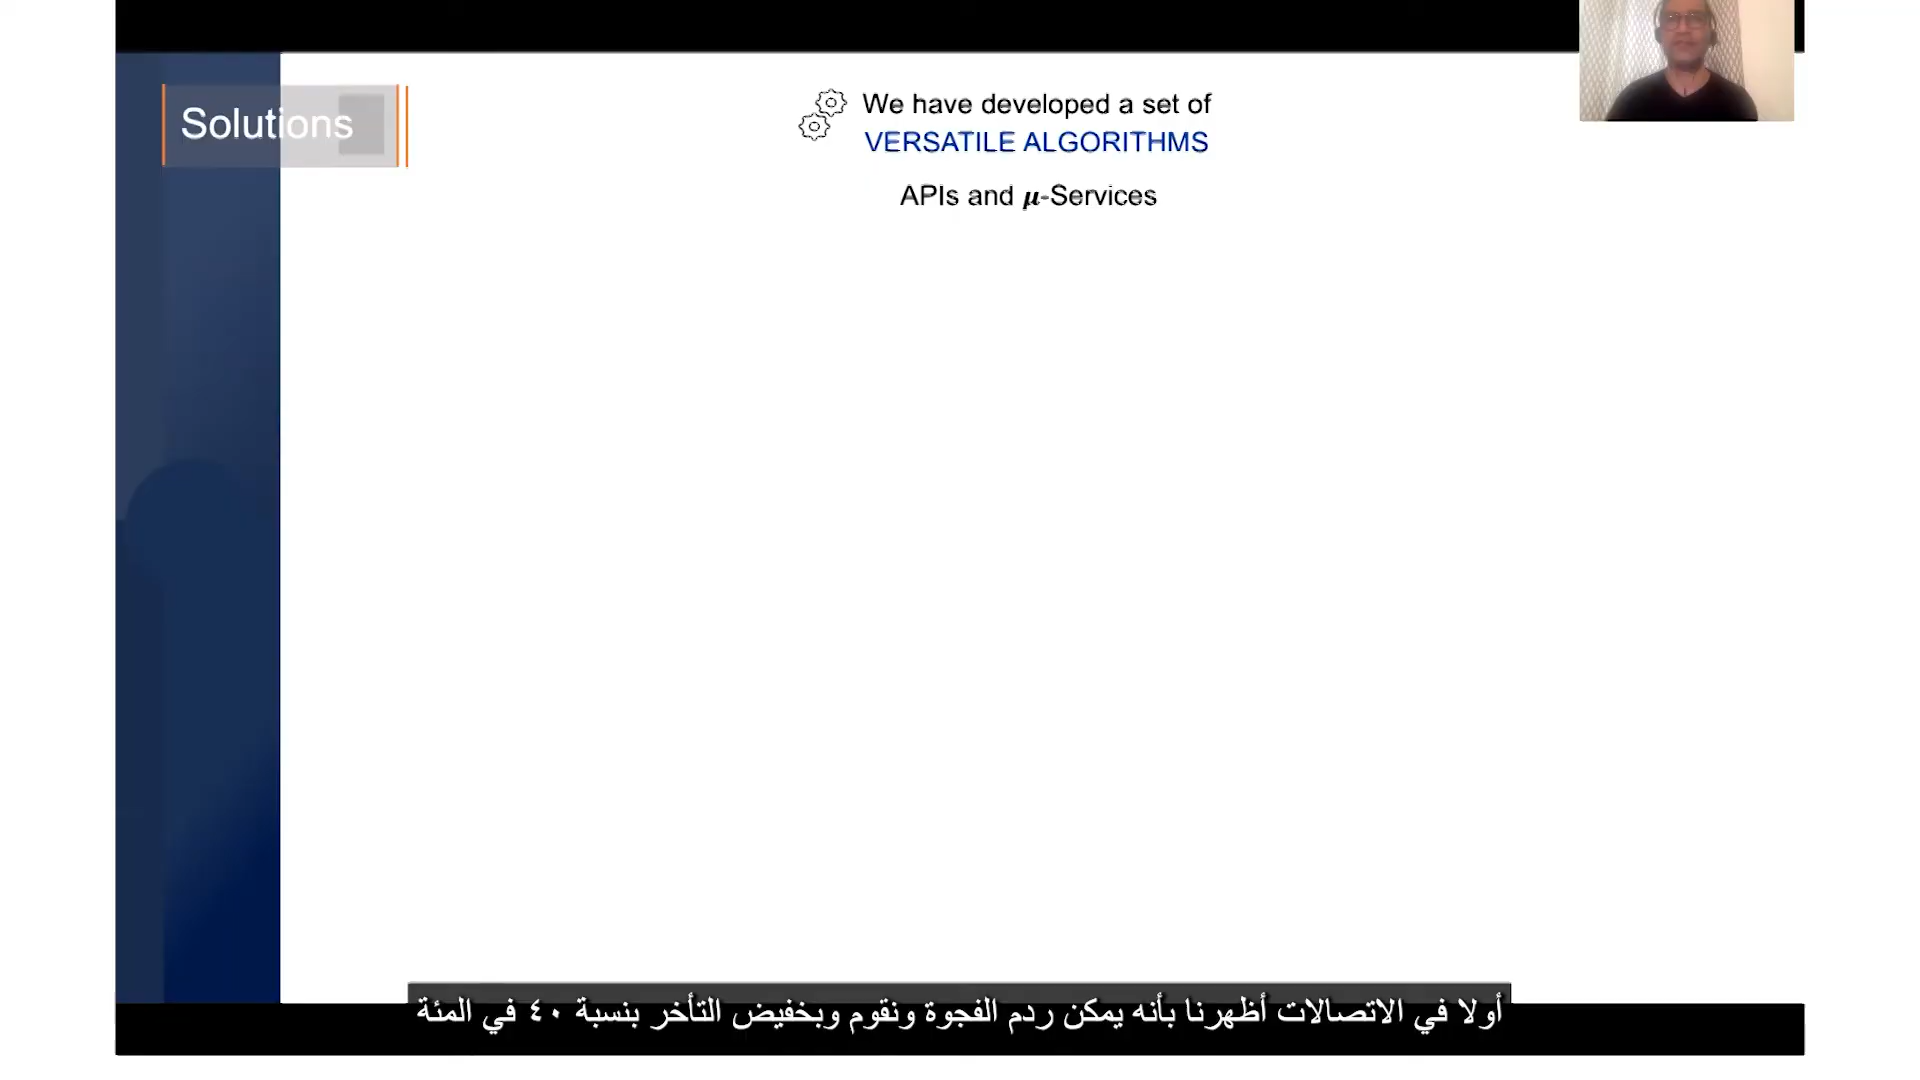 Solutions
We have developed a set of
VERSATILE ALGORITHMS
APIs and μ-Services
أولا في الاتصالات أظهرنا بأنه يمكن ردم الفجوة ونقوم وبخفيض التأخر بنسبة ٤٠ في المئة